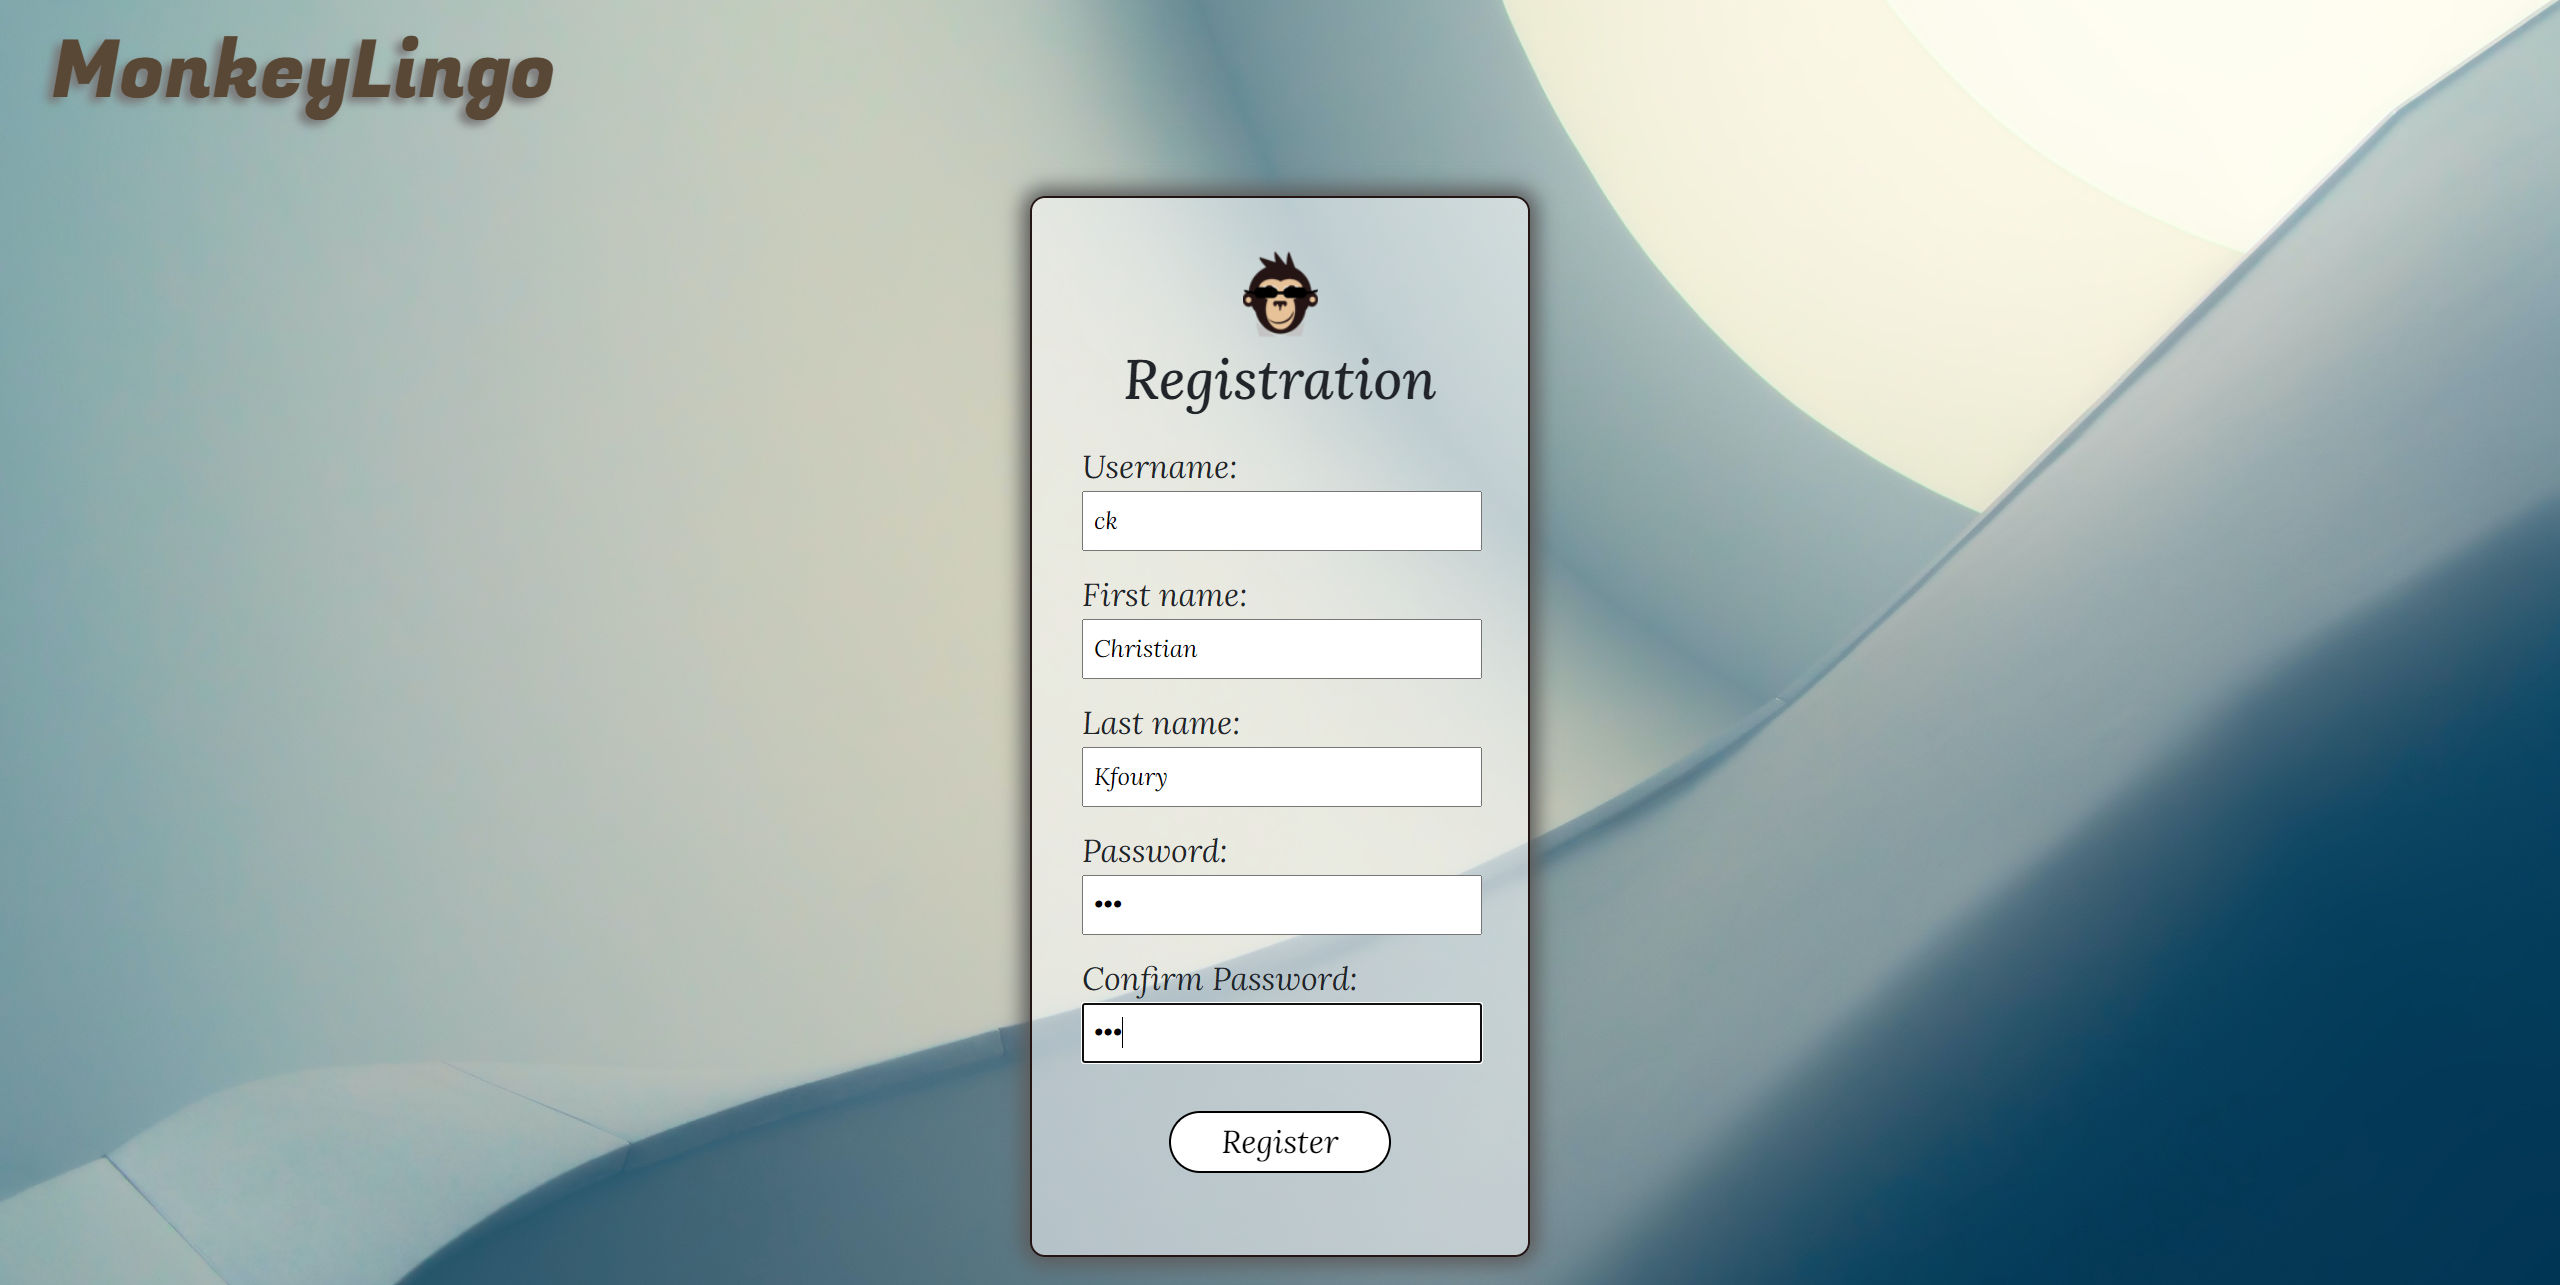 MonkeyLingo
Registration
Username:
ck
First name:
Christian
Last name:
Kfoury
Password:
•••
Confirm Password:
•••
Register